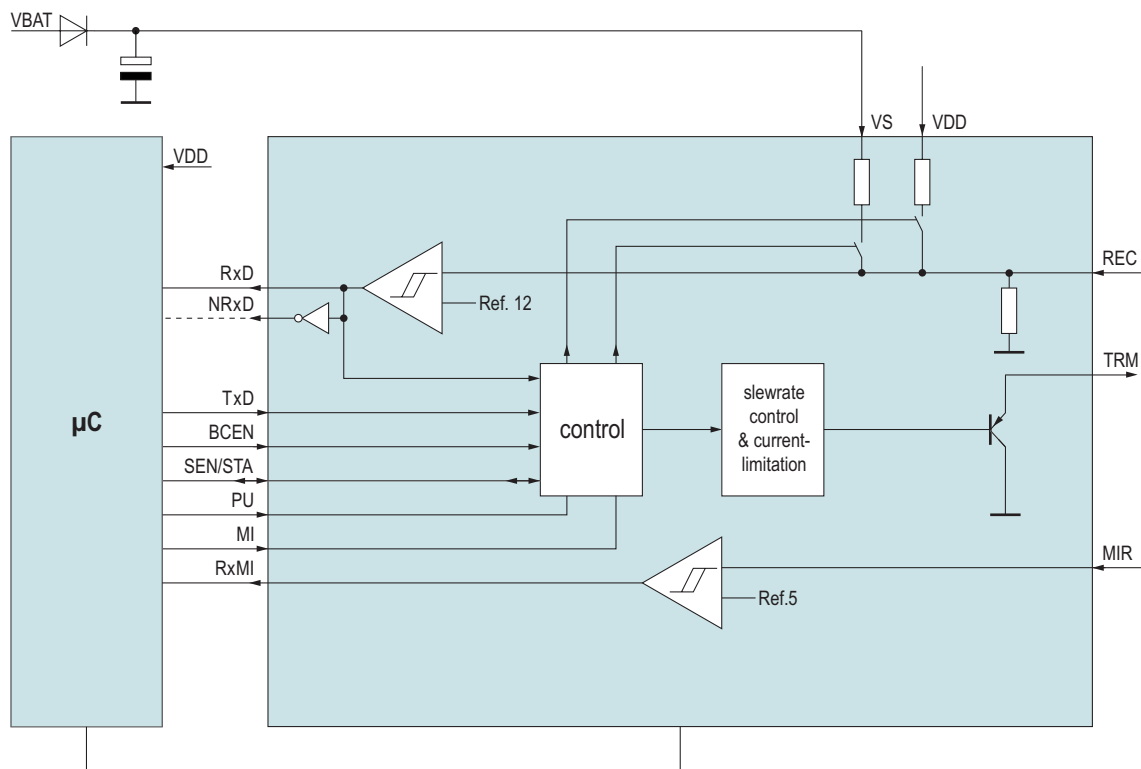 VBAT
VS
VDD
VDD
REC
RxD
NRxD
Ref. 12
TRM
TxD
BCEN
SEN/STA
PU
MI
RxMI
µC
control
slewrate
control
& current-
limitation
MIR
Ref.5